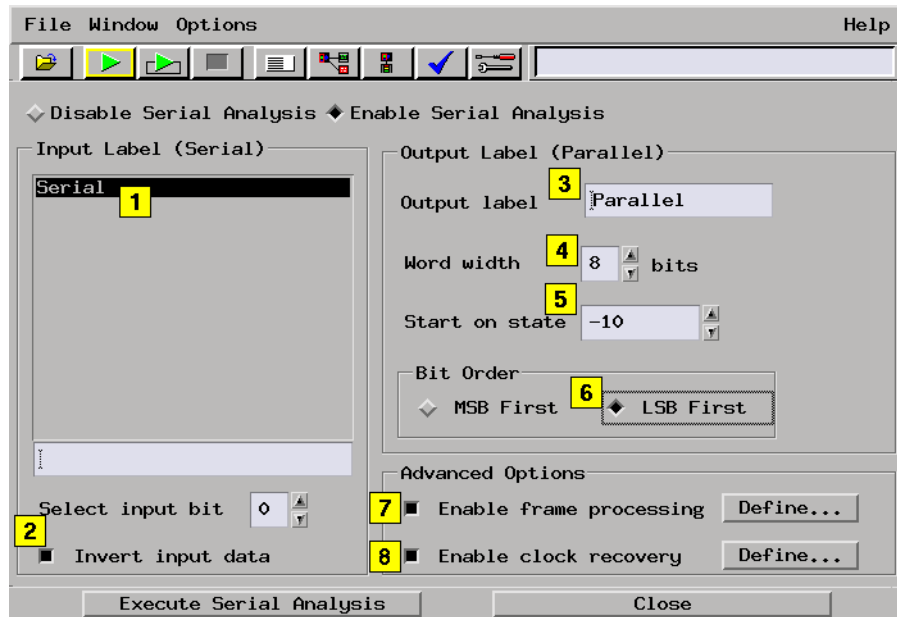 File Window Options Help
Disable Serial Analysis Enable Serial Analysis
Input Label (Serial)
Serial
1
Select input bit 0
2
Invert input data
Output Label (Parallel)
3
Output label Parallel
4
Word width 8 bits
5
Start on state -10
Bit Order
6
MSB First LSB First
Advanced Options
7 Enable frame processing Define...
8 Enable clock recovery Define...
Execute Serial Analysis Close